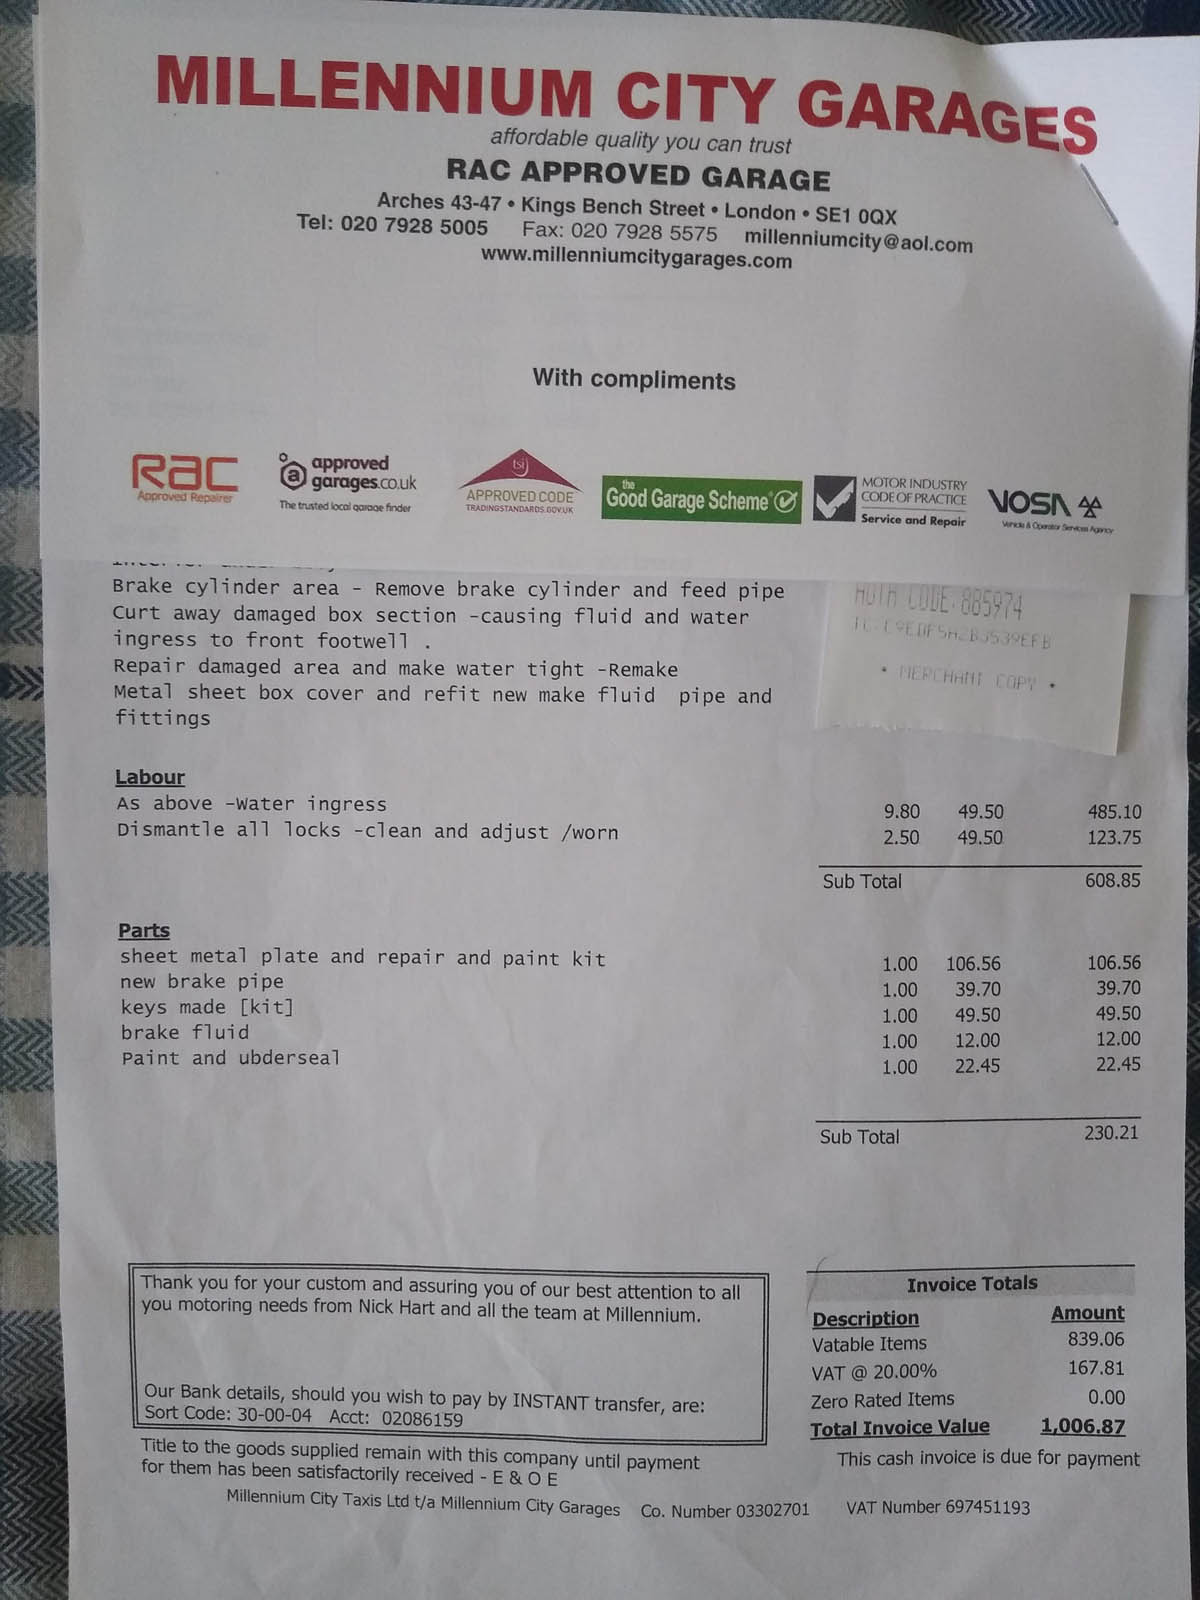 MILLENNIUM CITY GARAGES
affordable quality you can trust
RAC APPROVED GARAGE
Arches 43-47 • Kings Bench Street • London • SE1 0QX
Tel: 020 7928 5005 Fax: 020 7928 5575 millenniumcity@aol.com
www.millenniumcitygarages.com
With compliments
RAC
Approved Repairer
a approved
garages.co.uk
The trusted local garage finder
tsi
APPROVED CODE
TRADINGSTANDARDS.GOV.UK
the
Good Garage Scheme
MOTOR INDUSTRY
CODE OF PRACTICE
Service and Repair
VOSA
Vehicle & Operator Services Agency
Brake cylinder area - Remove brake cylinder and feed pipe
Curt away damaged box section -causing fluid and water
ingress to front footwell .
Repair damaged area and make water tight -Remake
Metal sheet box cover and refit new make fluid pipe and
fittings
AUTH CODE:885974
* MERCHANT COPY *
Labour
As above -Water ingress 9.80 49.50 485.10
Dismantle all locks -clean and adjust /worn 2.50 49.50 123.75
Sub Total 608.85
Parts
sheet metal plate and repair and paint kit 1.00 106.56 106.56
new brake pipe 1.00 39.70 39.70
keys made [kit] 1.00 49.50 49.50
brake fluid 1.00 12.00 12.00
Paint and ubderseal 1.00 22.45 22.45
Sub Total 230.21
Thank you for your custom and assuring you of our best attention to all
you motoring needs from Nick Hart and all the team at Millennium.
Our Bank details, should you wish to pay by INSTANT transfer, are:
Sort Code: 30-00-04 Acct: 02086159
Invoice Totals
Description Amount
Vatable Items 839.06
VAT @ 20.00% 167.81
Zero Rated Items 0.00
Total Invoice Value 1,006.87
This cash invoice is due for payment
Title to the goods supplied remain with this company until payment
for them has been satisfactorily received - E & O E
Millennium City Taxis Ltd t/a Millennium City Garages Co. Number 03302701 VAT Number 697451193